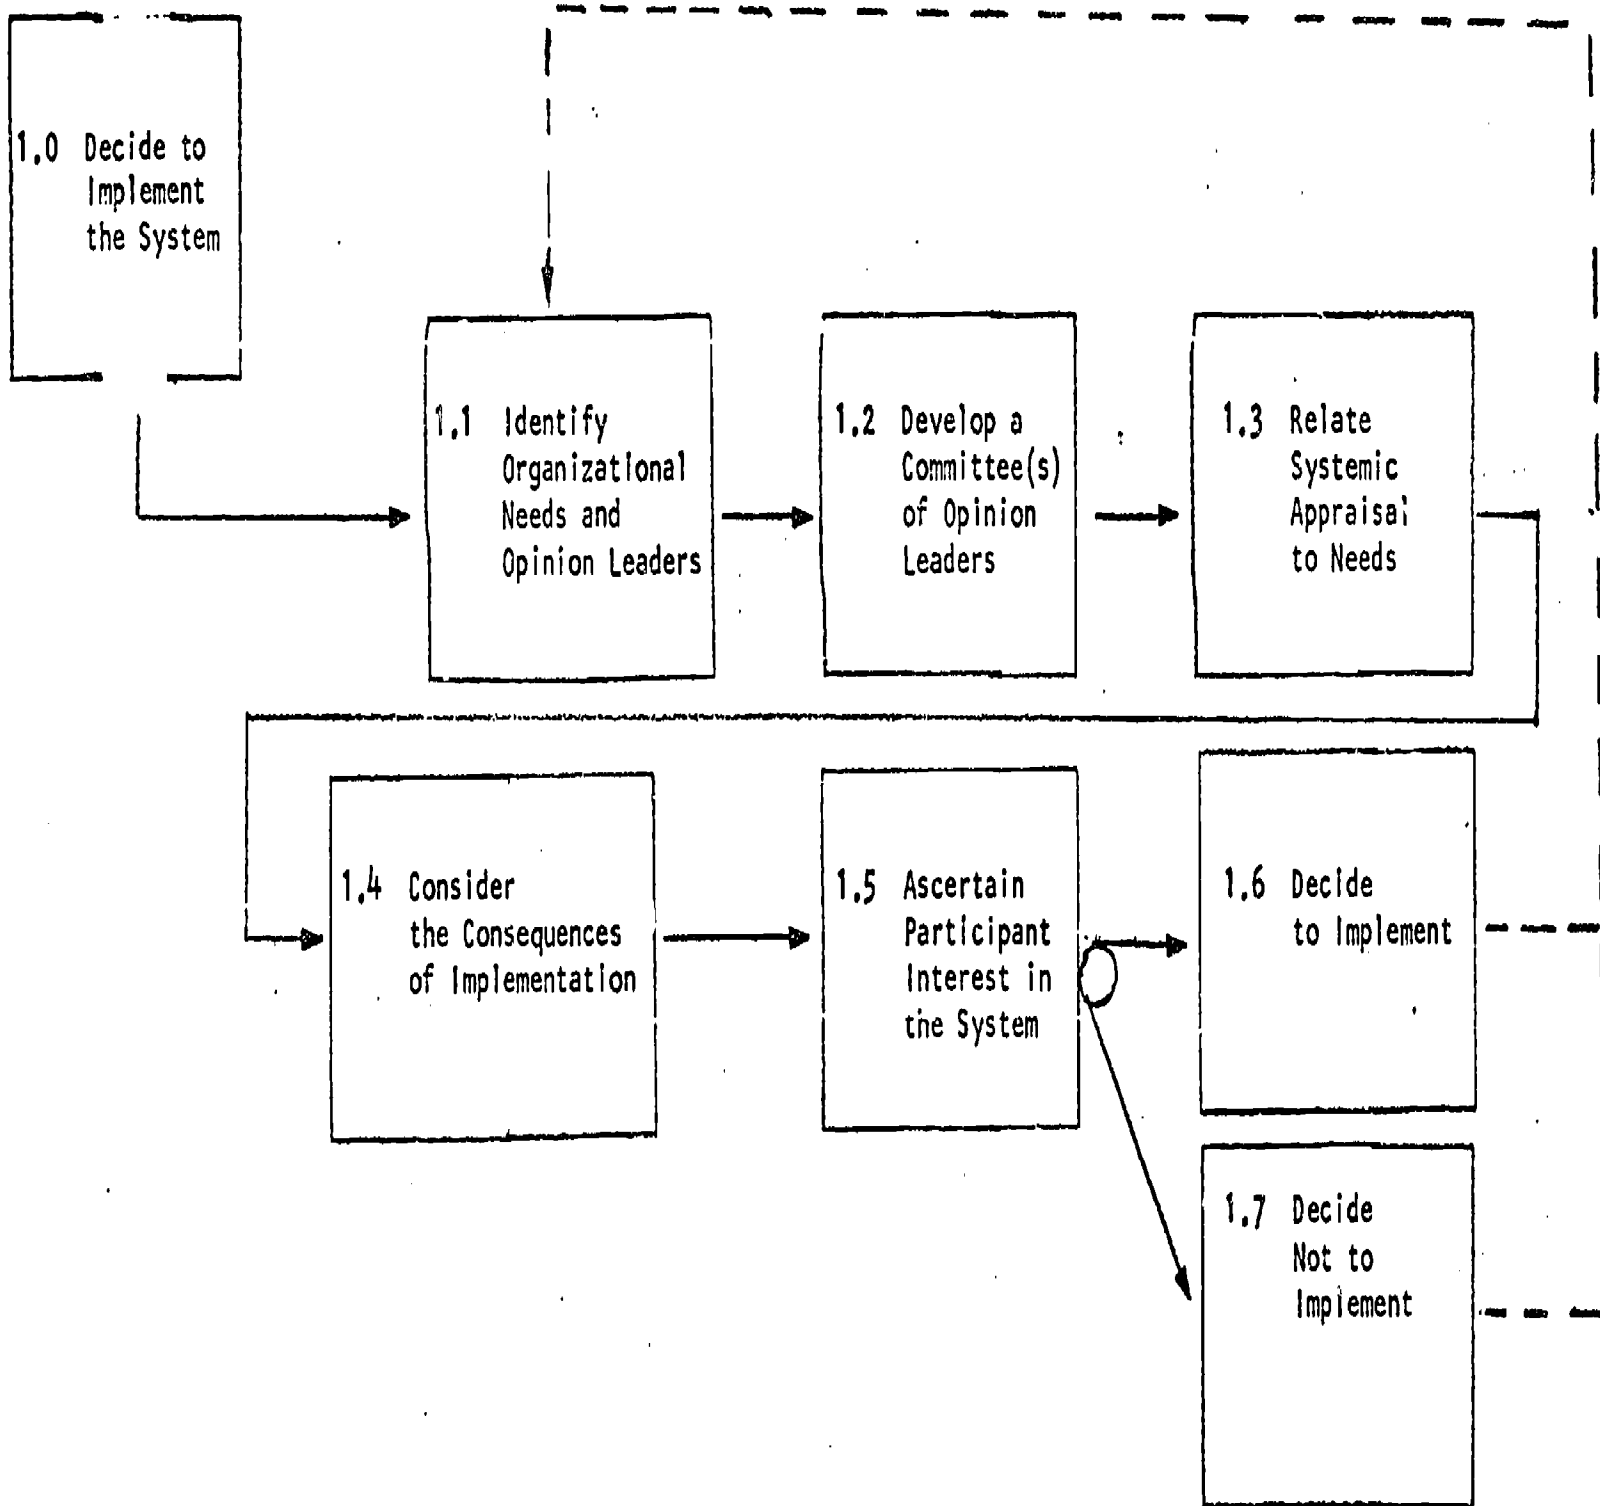 1.0 Decide to
Implement
the System
1.1 Identify
Organizational
Needs and
Opinion Leaders
1.2 Develop a
Committee(s)
of Opinion
Leaders
1.3 Relate
Systemic
Appraisal
to Needs
1.4 Consider
the Consequences
of Implementation
1.5 Ascertain
Participant
Interest in
the System
1.6 Decide
to Implement
1.7 Decide
Not to
Implement